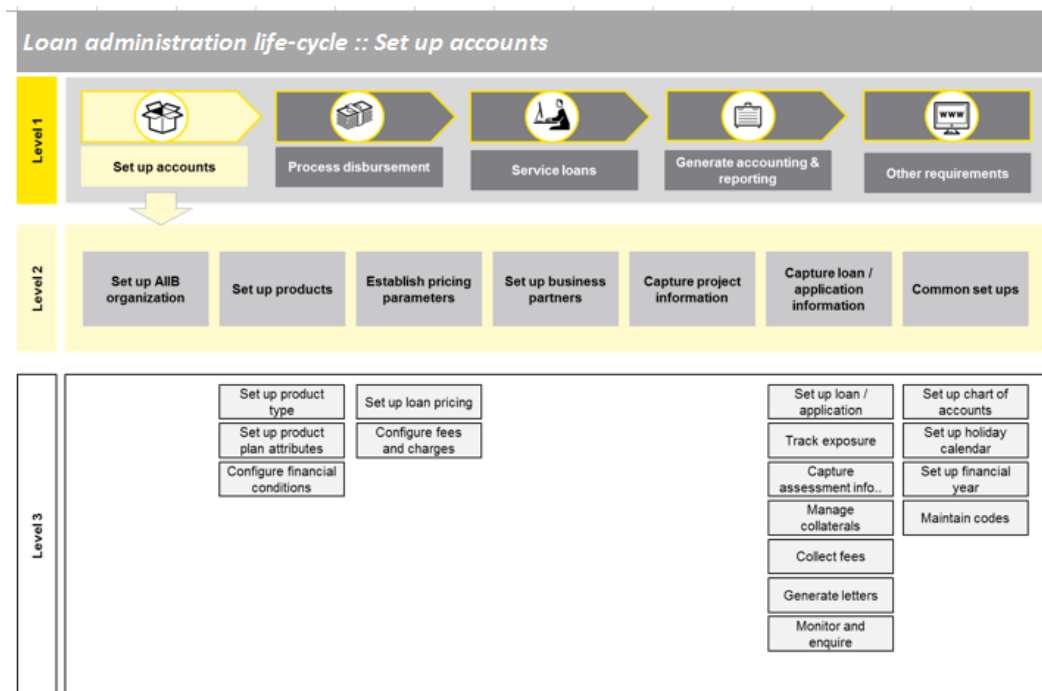 Loan administration life-cycle :: Set up accounts
Level 1
Set up accounts
Process disbursement
Service loans
Generate accounting &
reporting
WWW
Other requirements
Level 2
Set up AIIB
organization
Set up products
Establish pricing
parameters
Set up business
partners
Capture project
information
Capture loan /
application
information
Common set ups
Level 3
Set up product
type
Set up product
plan attributes
Configure financial
conditions
Set up loan pricing
Configure fees
and charges
Set up loan /
application
Track exposure
Capture
assessment info..
Manage
collaterals
Collect fees
Generate letters
Monitor and
enquire
Set up chart of
accounts
Set up holiday
calendar
Set up financial
year
Maintain codes